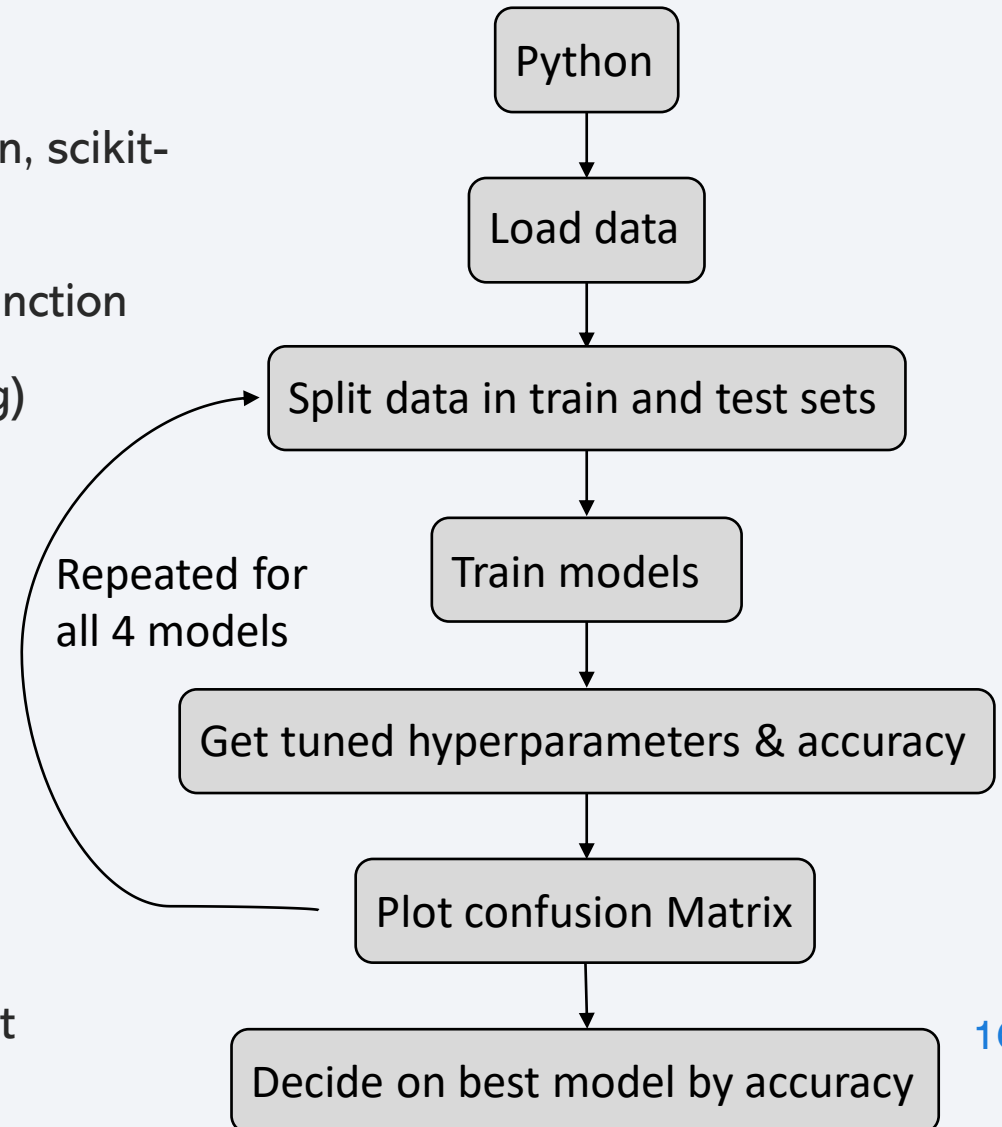 Python
n, scikit-
Load data
nction
g)
Split data in train and test sets
Repeated for
all 4 models
Train models
Get tuned hyperparameters & accuracy
Plot confusion Matrix
t
Decide on best model by accuracy